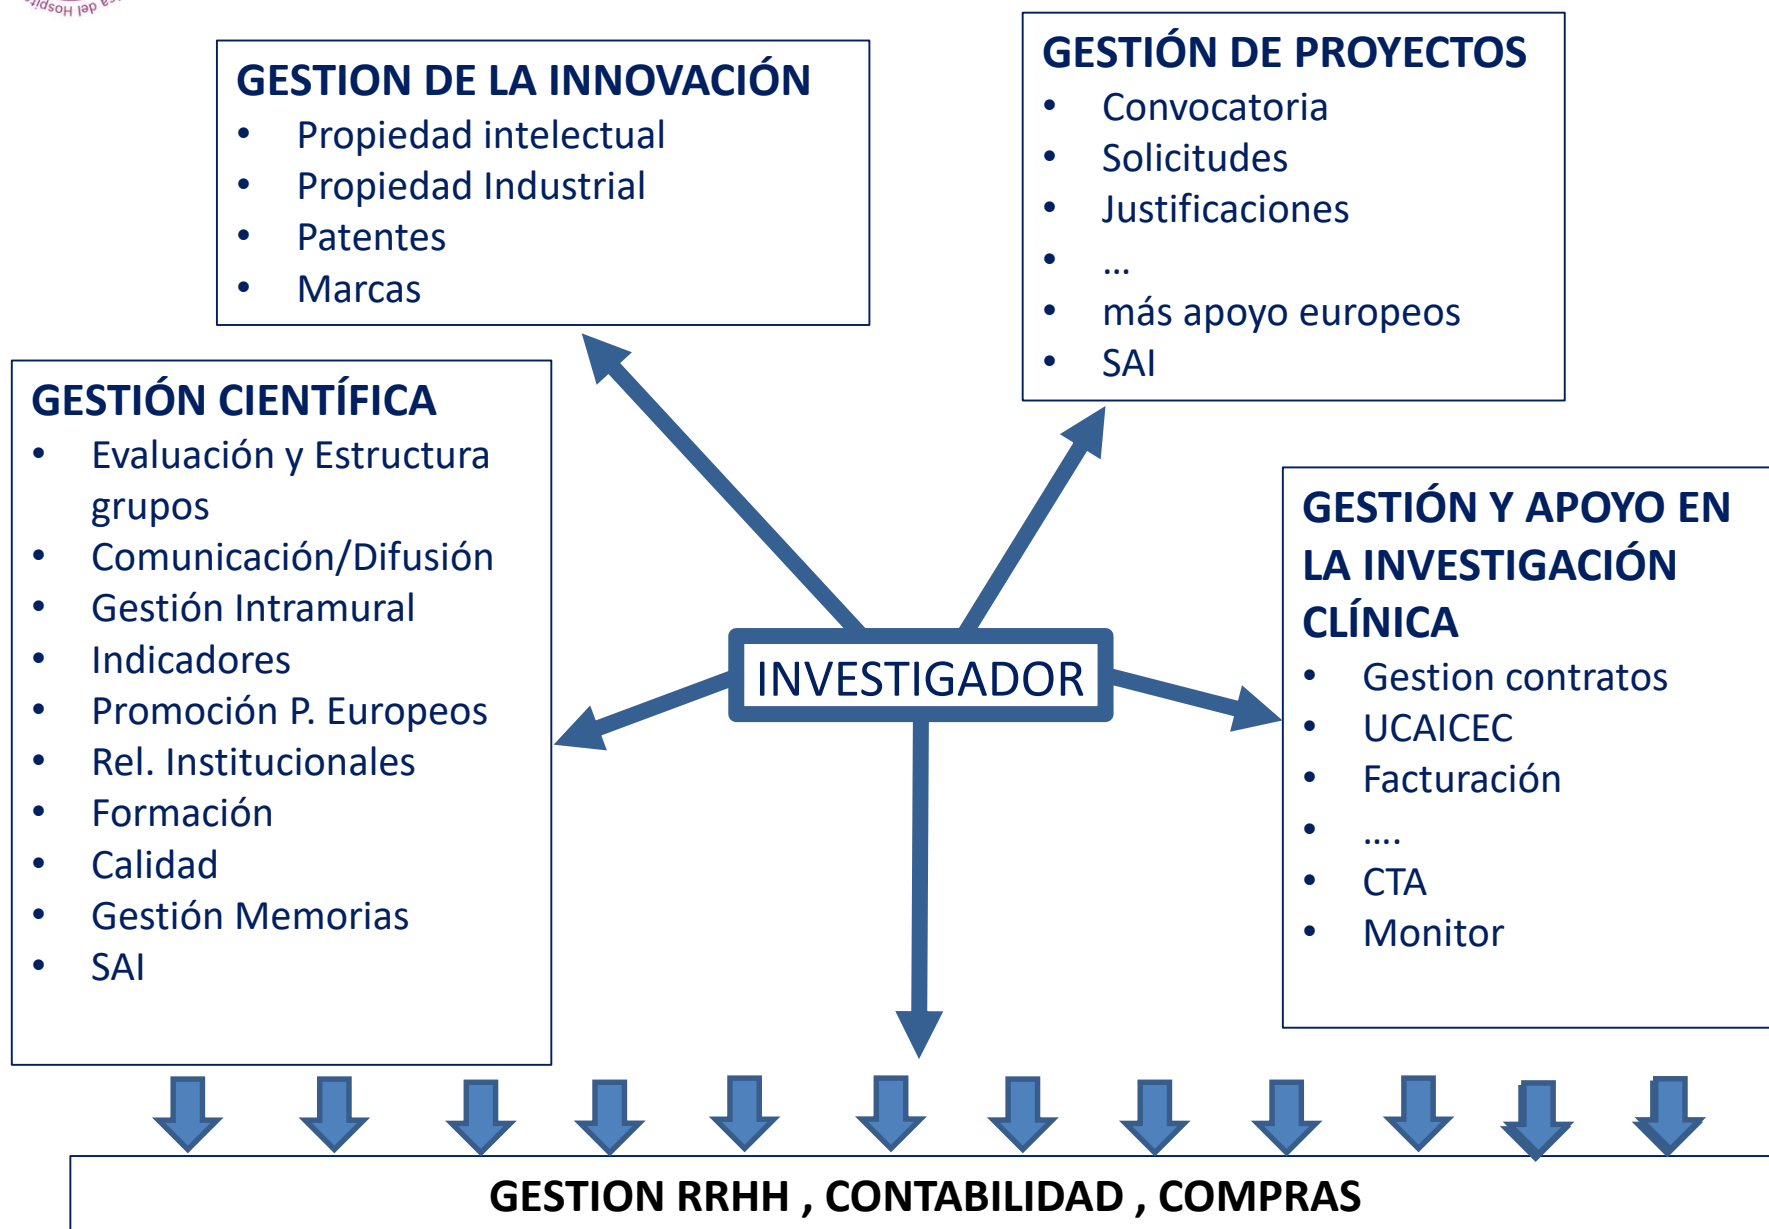 del Hospit
GESTION DE LA INNOVACIÓN
• Propiedad intelectual
• Propiedad Industrial
• Patentes
• Marcas
GESTIÓN DE PROYECTOS
• Convocatoria
• Solicitudes
• Justificaciones
• ...
• más apoyo europeos
• SAI
GESTIÓN CIENTÍFICA
• Evaluación y Estructura
grupos
• Comunicación/Difusión
• Gestión Intramural
• Indicadores
• Promoción P. Europeos
• Rel. Institucionales
• Formación
• Calidad
• Gestión Memorias
• SAI
INVESTIGADOR
GESTIÓN Y APOYO EN
LA INVESTIGACIÓN
CLÍNICA
• Gestion contratos
• UCAICEC
• Facturación
• ....
• CTA
• Monitor
GESTION RRHH , CONTABILIDAD , COMPRAS